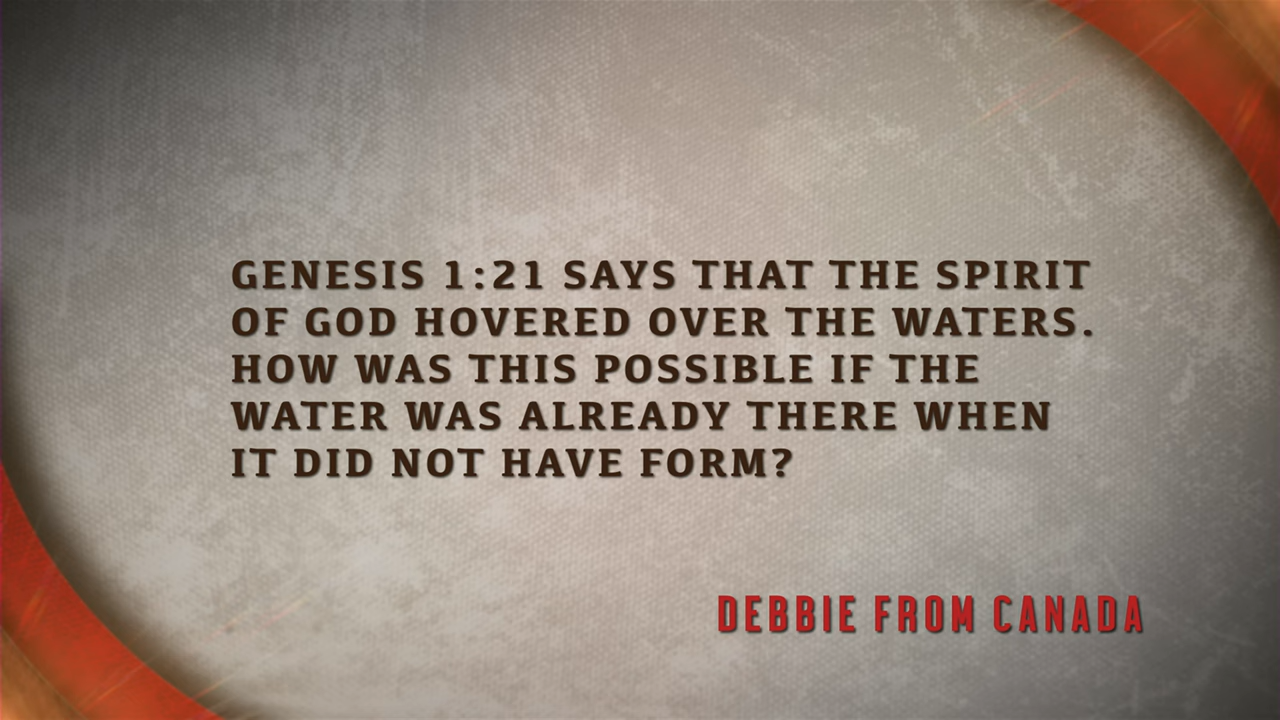 GENESIS 1:21 SAYS THAT THE SPIRIT
OF GOD HOVERED OVER THE WATERS.
HOW WAS THIS POSSIBLE IF THE
WATER WAS ALREADY THERE WHEN
IT DID NOT HAVE FORM?
DEBBIE FROM CANADA